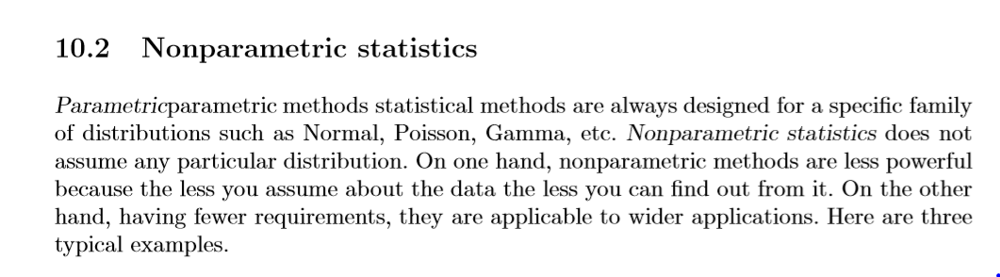 10.2 Nonparametric statistics
Parametricparametric methods statistical methods are always designed for a specific family
of distributions such as Normal, Poisson, Gamma, etc. Nonparametric statistics does not
assume any particular distribution. On one hand, nonparametric methods are less powerful
because the less you assume about the data the less you can find out from it. On the other
hand, having fewer requirements, they are applicable to wider applications. Here are three
typical examples.